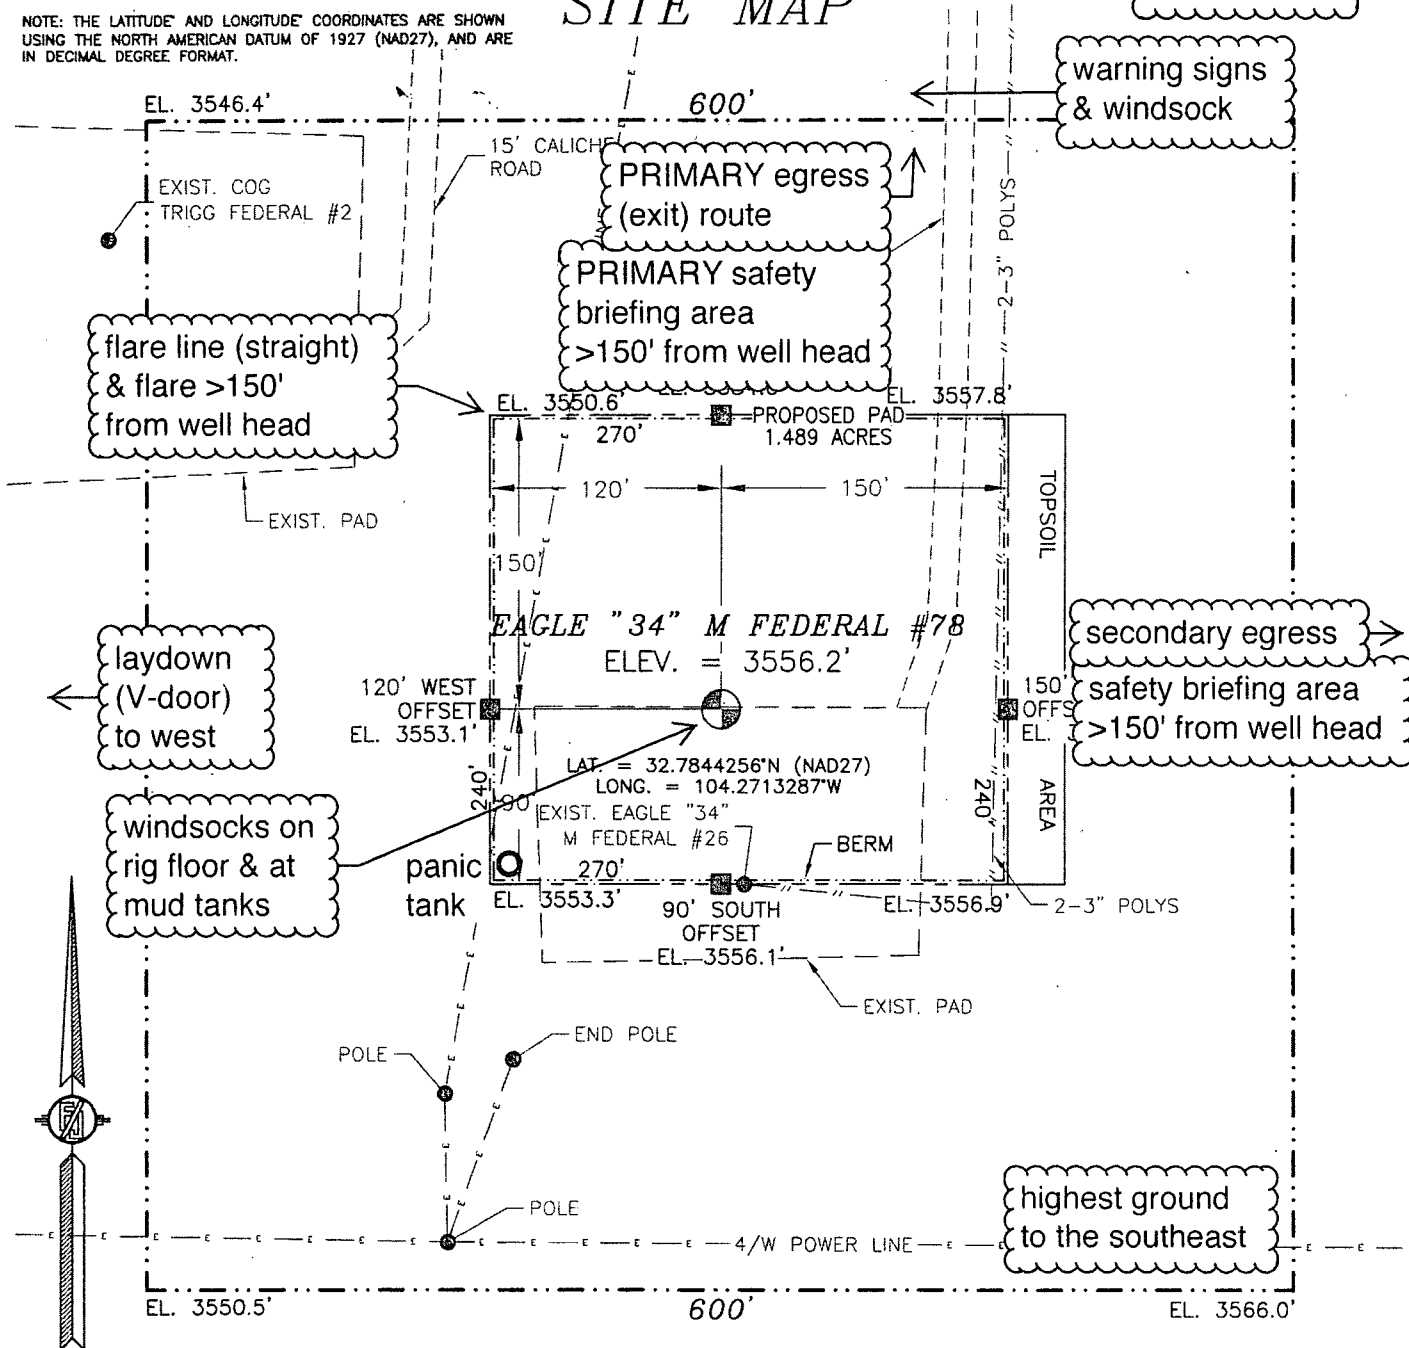 SITE MAP
NOTE: THE LATITUDE AND LONGITUDE COORDINATES ARE SHOWN
USING THE NORTH AMERICAN DATUM OF 1927 (NAD27), AND ARE
IN DECIMAL DEGREE FORMAT.
warning signs
& windsock
EL. 3546.4'
600'
15' CALICHE
ROAD
EXIST. COG
TRIGG FEDERAL #2
PRIMARY egress
(exit) route
2-3" POLYS
PRIMARY safety
briefing area
>150' from well head
flare line (straight)
& flare >150'
from well head
EL. 3550.6'
EL. 3557.8'
270'
PROPOSED PAD
1.489 ACRES
120'
150'
TOPSOIL
EXIST. PAD
150'
EAGLE "34" M FEDERAL #78
ELEV. = 3556.2'
secondary egress
safety briefing area
>150' from well head
laydown
(V-door)
to west
120' WEST
OFFSET
EL. 3553.1'
150'
OFFS
EL.
LAT. = 32.7844256°N (NAD27)
LONG. = 104.2713287°W
240'
90'
240'
AREA
EXIST. EAGLE "34"
M FEDERAL #26
windsocks on
rig floor & at
mud tanks
panic
tank
BERM
270'
EL. 3553.3'
90' SOUTH
OFFSET
EL. 3556.1'
EL. 3556.9'
2-3" POLYS
EXIST. PAD
END POLE
POLE
POLE
highest ground
to the southeast
E E E E E E E E E 4/W POWER LINE E E E
EL. 3550.5'
600'
EL. 3566.0'